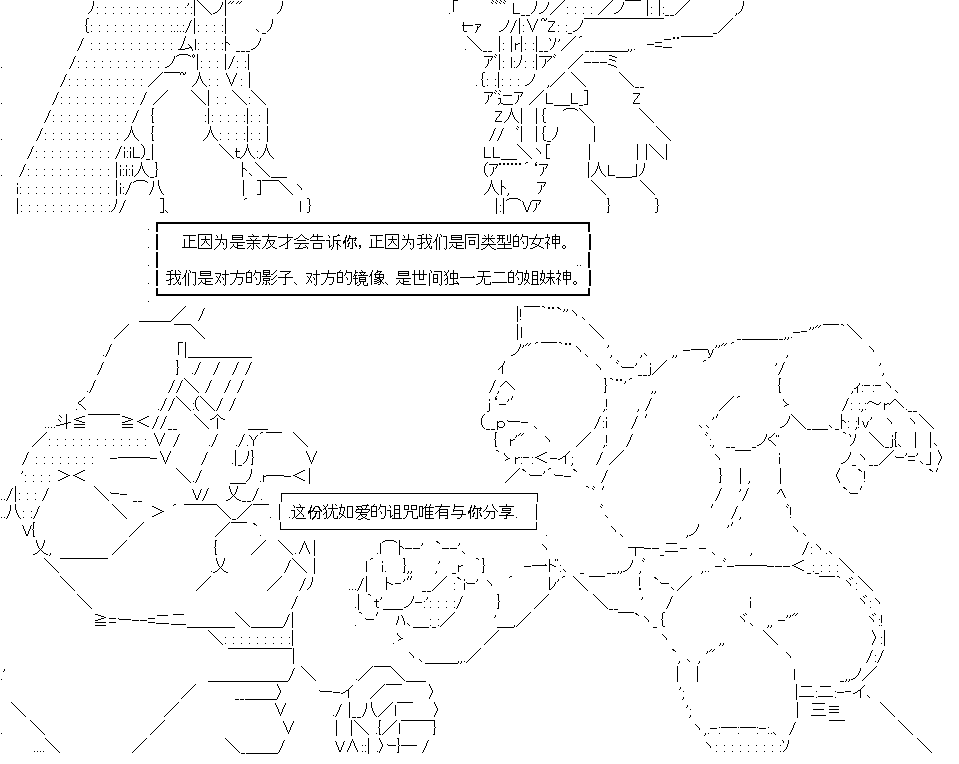 正因为是亲友才会告诉你，正因为我们是同类型的女神。
我们是对方的影子、对方的镜像、是世间独一无二的姐妹神。
这份犹如爱的诅咒唯有与你分享.